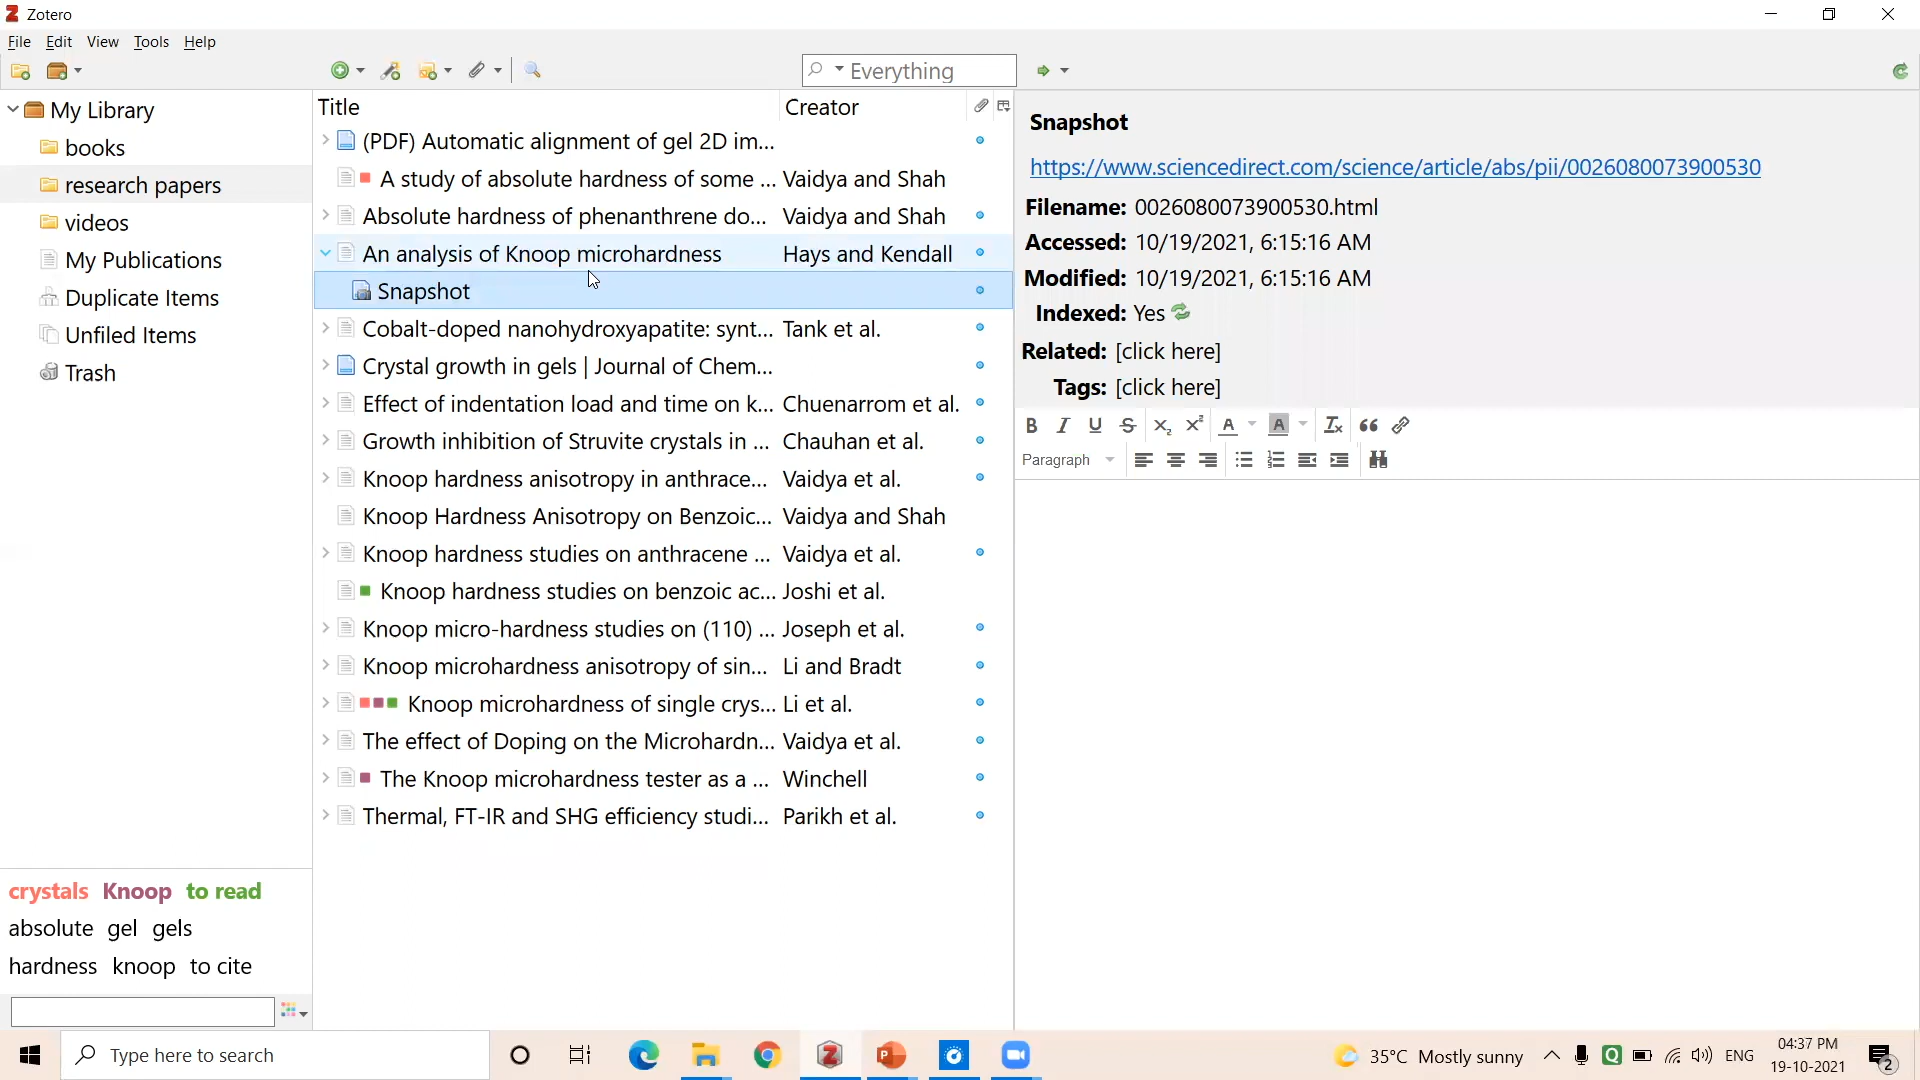 Zotero
File Edit View Tools Help
Everything
My Library
books
research papers
videos
My Publications
Duplicate Items
Unfiled Items
Trash
crystals Knoop to read
absolute gel gels
hardness knoop to cite
Title Creator
(PDF) Automatic alignment of gel 2D im...
A study of absolute hardness of some ... Vaidya and Shah
Absolute hardness of phenanthrene do... Vaidya and Shah
An analysis of Knoop microhardness Hays and Kendall
Snapshot
Cobalt-doped nanohydroxyapatite: synt... Tank et al.
Crystal growth in gels | Journal of Chem...
Effect of indentation load and time on k... Chuenarrom et al.
Growth inhibition of Struvite crystals in ... Chauhan et al.
Knoop hardness anisotropy in anthrace... Vaidya et al.
Knoop Hardness Anisotropy on Benzoic... Vaidya and Shah
Knoop hardness studies on anthracene ... Vaidya et al.
Knoop hardness studies on benzoic ac... Joshi et al.
Knoop micro-hardness studies on (110) ... Joseph et al.
Knoop microhardness anisotropy of sin... Li and Bradt
Knoop microhardness of single crys... Li et al.
The effect of Doping on the Microhardn... Vaidya et al.
The Knoop microhardness tester as a ... Winchell
Thermal, FT-IR and SHG efficiency studi... Parikh et al.
Snapshot
https://www.sciencedirect.com/science/article/abs/pii/0026080073900530
Filename: 0026080073900530.html
Accessed: 10/19/2021, 6:15:16 AM
Modified: 10/19/2021, 6:15:16 AM
Indexed: Yes
Related: [click here]
Tags: [click here]
Paragraph
Type here to search
35°C Mostly sunny
ENG
04:37 PM
19-10-2021
2